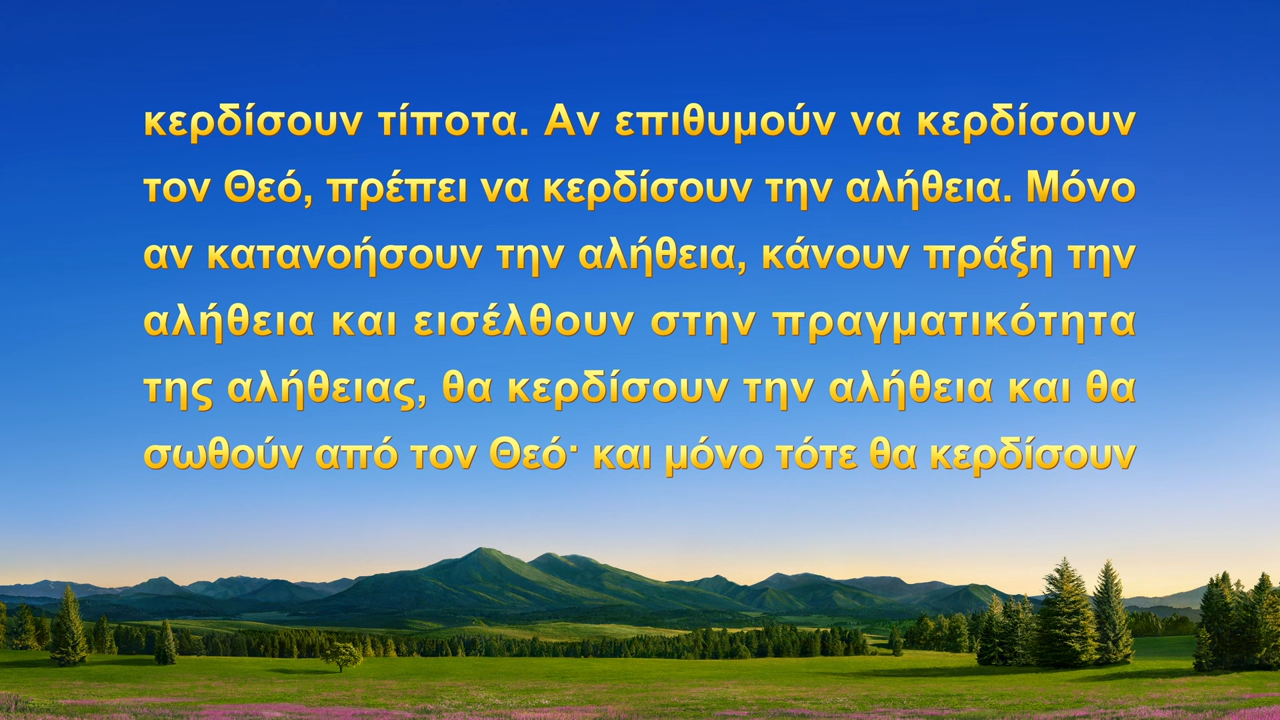 κερδίσουν τίποτα. Αν επιθυμούν να κερδίσουν
τον Θεό, πρέπει να κερδίσουν την αλήθεια. Μόνο
αν κατανοήσουν την αλήθεια, κάνουν πράξη την
αλήθεια και εισέλθουν στην πραγματικότητα
της αλήθειας, θα κερδίσουν την αλήθεια και θα
σωθούν από τον Θεό· και μόνο τότε θα κερδίσουν